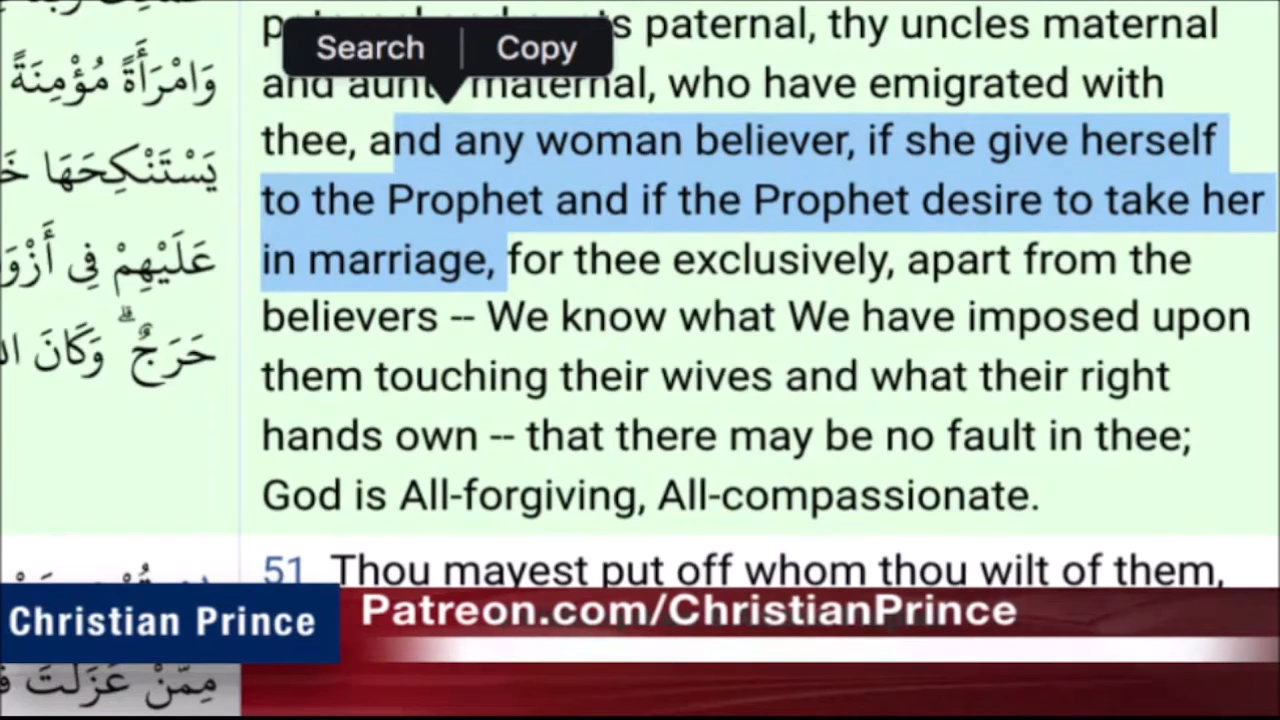 paternal, thy uncles maternal
Search
Copy
and aunts maternal, who have emigrated with
thee, and any woman believer, if she give herself
to the Prophet and if the Prophet desire to take her
in marriage, for thee exclusively, apart from the
believers -- We know what We have imposed upon
them touching their wives and what their right
hands own -- that there may be no fault in thee;
God is All-forgiving, All-compassionate.
51 Thou mayest put off whom thou wilt of them,
وَامْرَأَةً مُؤْمِنَةً
يَسْتَنْكِحَهَا
عَلَيْهِمْ فِي
حَرَجٌ ۗ وَكَانَ
مِمَّنْ عَزَلْتَ
Christian Prince
Patreon.com/ChristianPrince